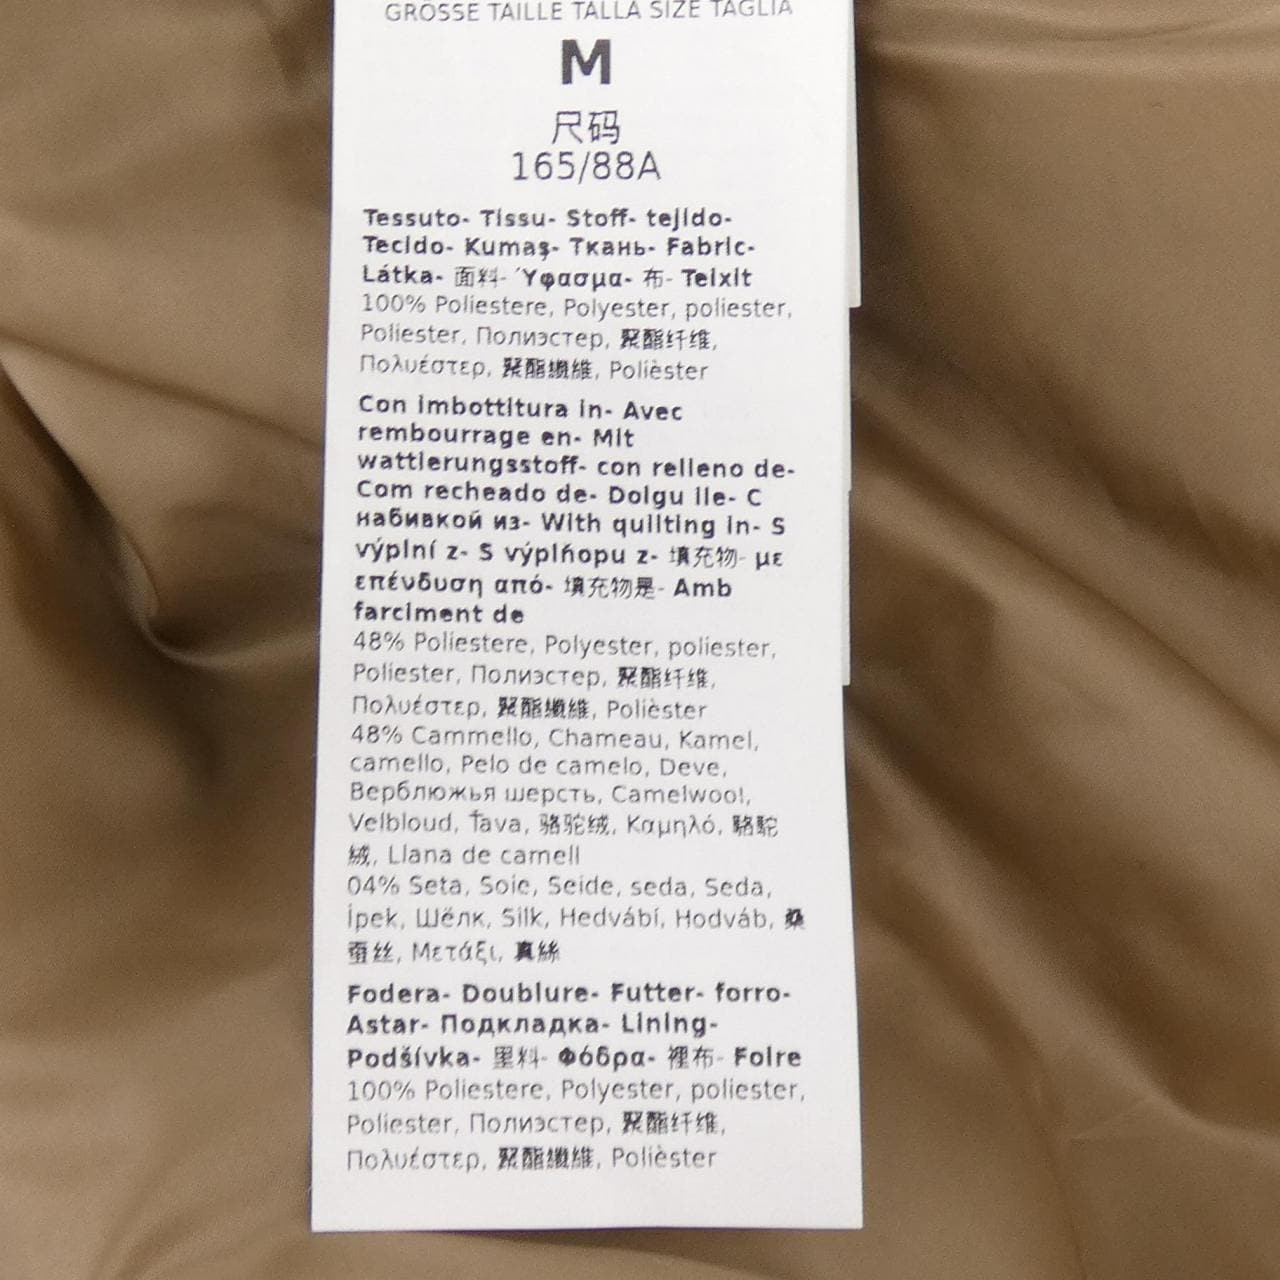 GRÖSSE TAILLE TALLA SIZE TAGLIA
M
尺码
165/88A
Tessuto- Tissu- Stoff- tejido-
Tecido- Kumaş- Ткань- Fabric-
Látka- 面料- Ύφασμα- 布- Teixit
100% Poliestere, Polyester, poliester,
Poliester, Полиэстер, 聚酯纤维,
Πολυέστερ, 聚酯纖維, Polièster
Con imbottitura in- Avec
rembourrage en- Mit
wattierungsstoff- con relleno de-
Com recheado de- Dolgu ile- C
набивкой из- With quilting in- S
výplní z- S výplňopu z- 填充物- με
επένδυση από- 填充物是- Amb
farciment de
48% Poliestere, Polyester, poliester,
Poliester, Полиэстер, 聚酯纤维,
Πολυέστερ, 聚酯纖維, Polièster
48% Cammello, Chameau, Kamel,
camello, Pelo de camelo, Deve,
Верблюжья шерсть, Camelwool,
Velbloud, Ťava, 骆驼绒, Καμηλό, 駱駝
絨, Llana de camell
04% Seta, Soie, Seide, seda, Seda,
İpek, Шёлк, Silk, Hedvábí, Hodváb, 桑
蚕丝, Μετάξι, 真絲
Fodera- Doublure- Futter- forro-
Astar- Подкладка- Lining-
Podšívka- 里料- Φόδρα- 裡布- Folre
100% Poliestere, Polyester, poliester,
Poliester, Полиэстер, 聚酯纤维,
Πολυέστερ, 聚酯纖維, Polièster